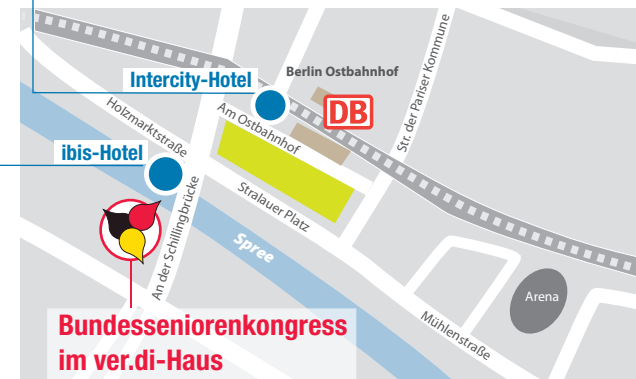 Intercity-Hotel
Berlin Ostbahnhof
DB
Str. der Pariser Kommune
Holzmarktstraße
Am Ostbahnhof
ibis-Hotel
Stralauer Platz
An der Schillingbrücke
Spree
Arena
Mühlenstraße
Bundesseniorenkongress
im ver.di-Haus